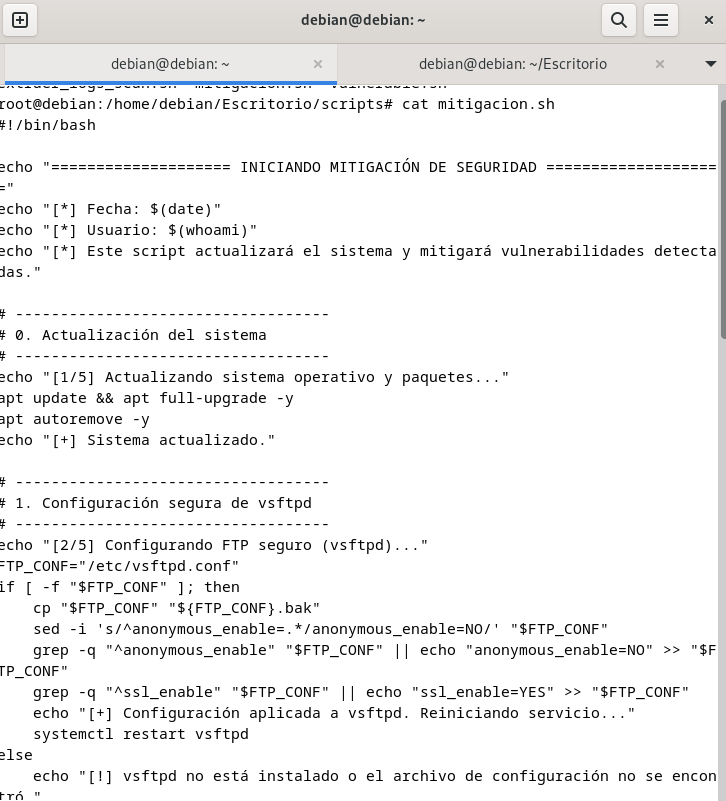 debian@debian: ~
debian@debian: ~
debian@debian: ~/Escritorio
root@debian:/home/debian/Escritorio/scripts# cat mitigacion.sh
#!/bin/bash
echo "==================== INICIANDO MITIGACIÓN DE SEGURIDAD ===================
="
echo "[*] Fecha: $(date)"
echo "[*] Usuario: $(whoami)"
echo "[*] Este script actualizará el sistema y mitigará vulnerabilidades detecta
das."
# -----------------------------------
# 0. Actualización del sistema
# -----------------------------------
echo "[1/5] Actualizando sistema operativo y paquetes..."
apt update && apt full-upgrade -y
apt autoremove -y
echo "[+] Sistema actualizado."
# -----------------------------------
# 1. Configuración segura de vsftpd
# -----------------------------------
echo "[2/5] Configurando FTP seguro (vsftpd)..."
FTP_CONF="/etc/vsftpd.conf"
if [ -f "$FTP_CONF" ]; then
    cp "$FTP_CONF" "${FTP_CONF}.bak"
    sed -i 's/^anonymous_enable=.*/anonymous_enable=NO/' "$FTP_CONF"
    grep -q "^anonymous_enable" "$FTP_CONF" || echo "anonymous_enable=NO" >> "$F
TP_CONF"
    grep -q "^ssl_enable" "$FTP_CONF" || echo "ssl_enable=YES" >> "$FTP_CONF"
    echo "[+] Configuración aplicada a vsftpd. Reiniciando servicio..."
    systemctl restart vsftpd
else
    echo "[!] vsftpd no está instalado o el archivo de configuración no se encon
tró."